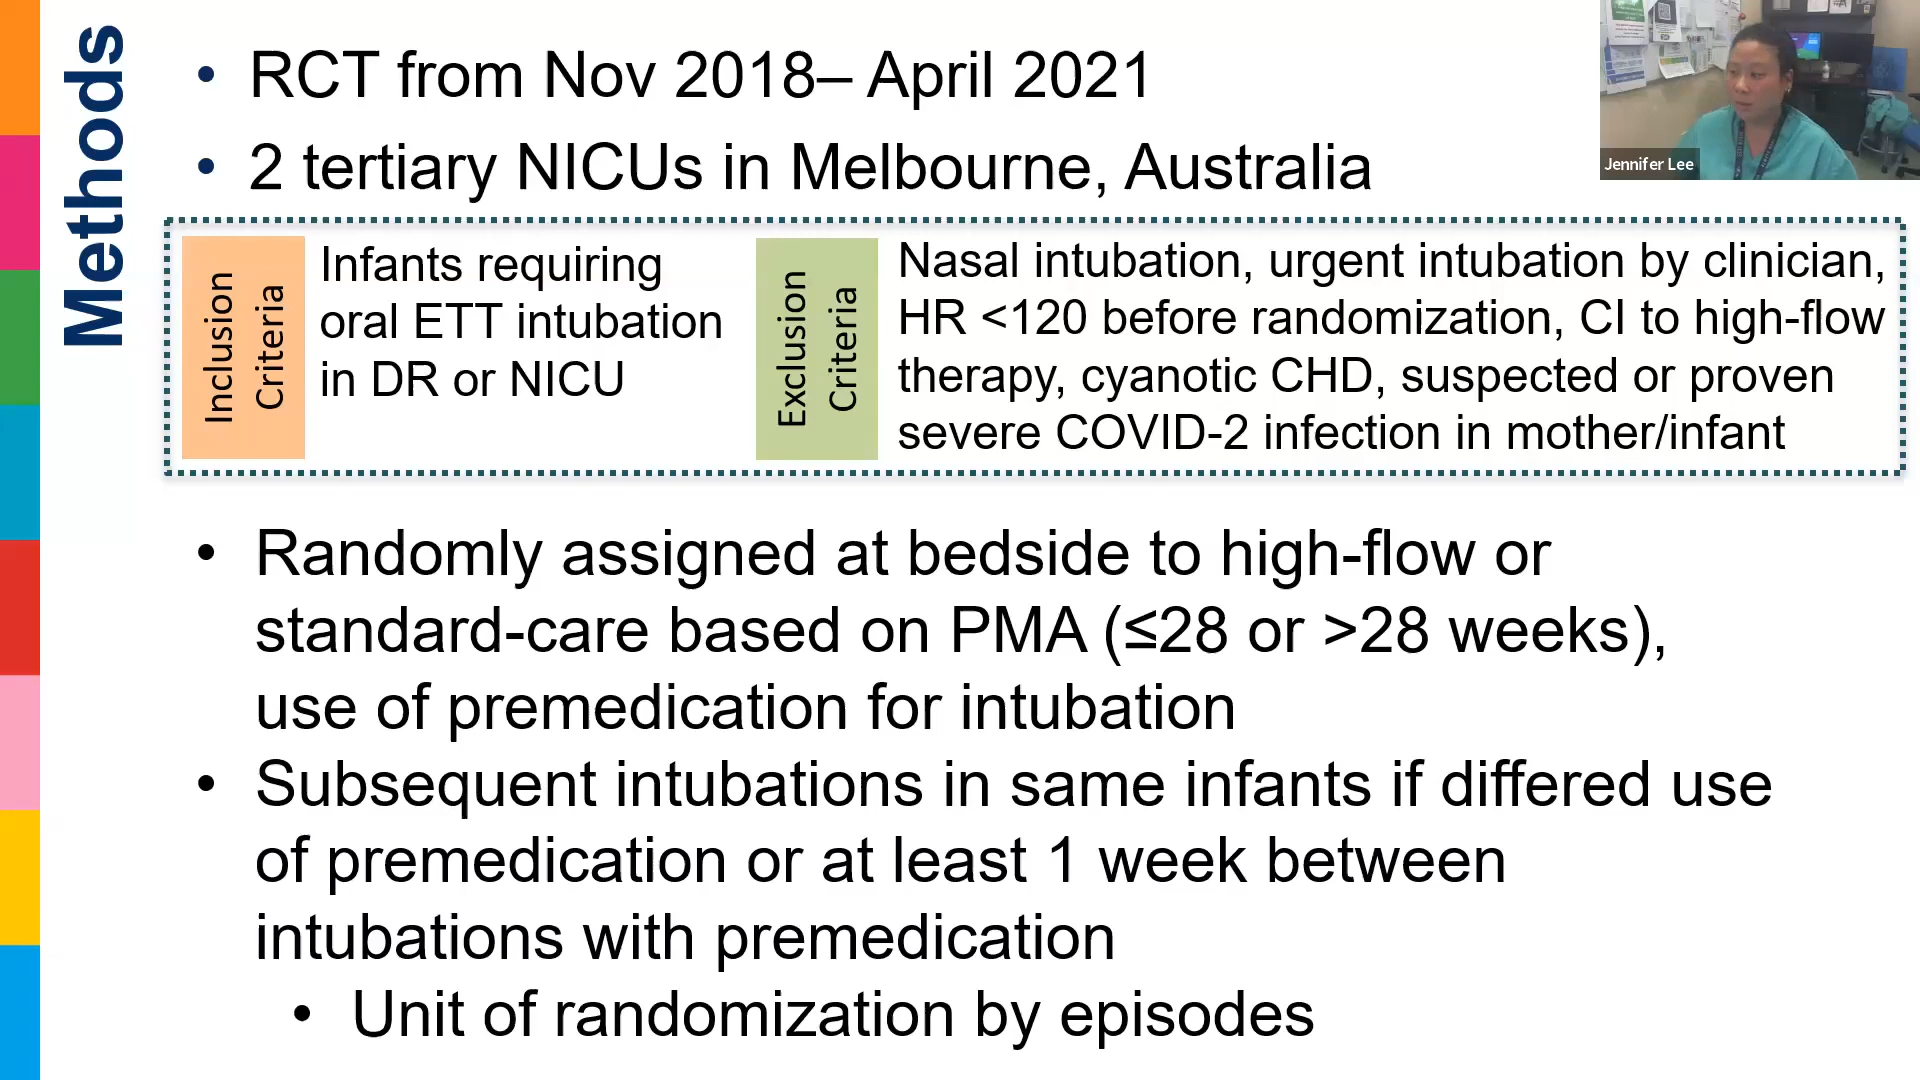 Methods
• RCT from Nov 2018– April 2021
• 2 tertiary NICUs in Melbourne, Australia
Jennifer Lee
Inclusion
Criteria
Infants requiring
oral ETT intubation
in DR or NICU
Exclusion
Criteria
Nasal intubation, urgent intubation by clinician,
HR <120 before randomization, CI to high-flow
therapy, cyanotic CHD, suspected or proven
severe COVID-2 infection in mother/infant
• Randomly assigned at bedside to high-flow or
standard-care based on PMA (≤28 or >28 weeks),
use of premedication for intubation
• Subsequent intubations in same infants if differed use
of premedication or at least 1 week between
intubations with premedication
• Unit of randomization by episodes